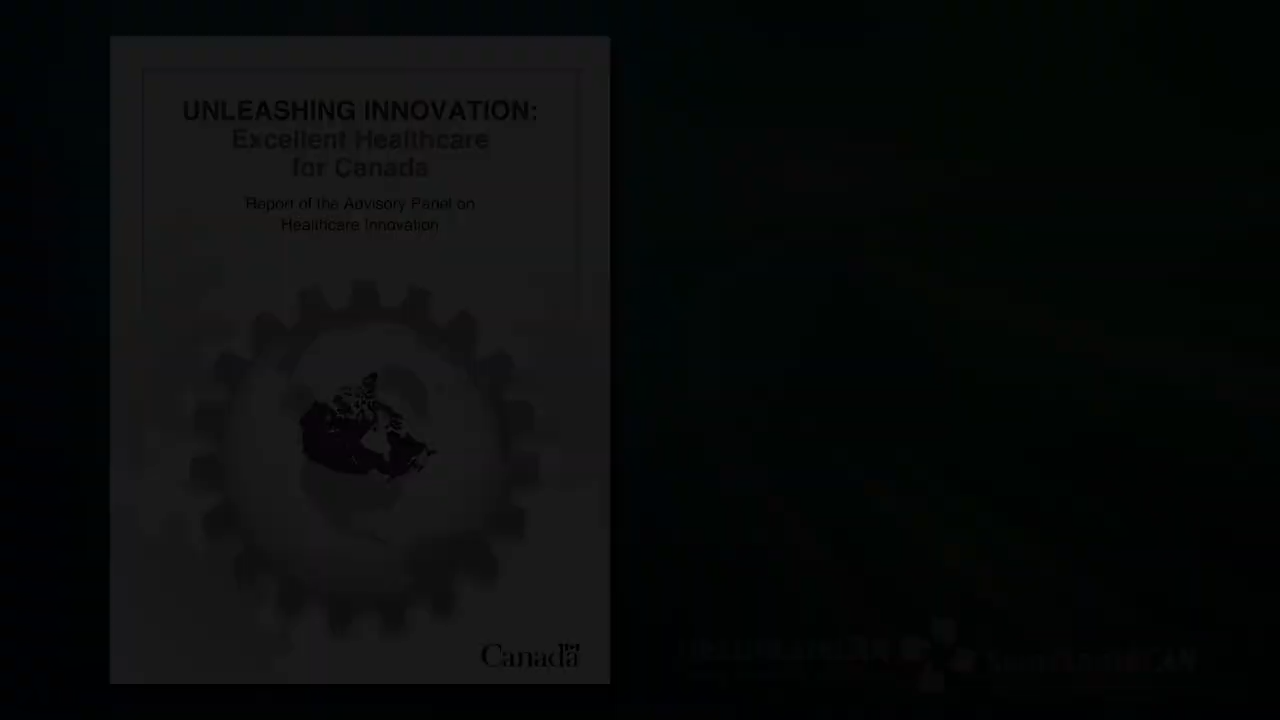 UNLEASHING INNOVATION:
Excellent Healthcare
for Canada
Report of the Advisory Panel on
Healthcare Innovation
Canada